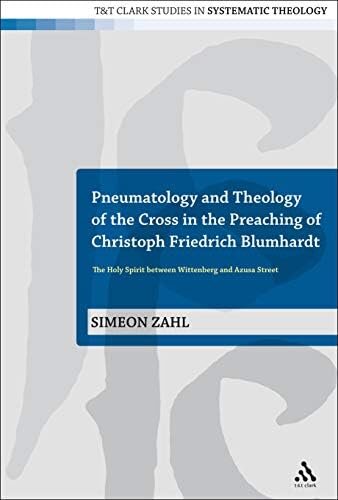 T&T CLARK STUDIES IN SYSTEMATIC THEOLOGY
Pneumatology and Theology
of the Cross in the Preaching of
Christoph Friedrich Blumhardt
The Holy Spirit between Wittenberg and Azusa Street
SIMEON ZAHL
t&t clark